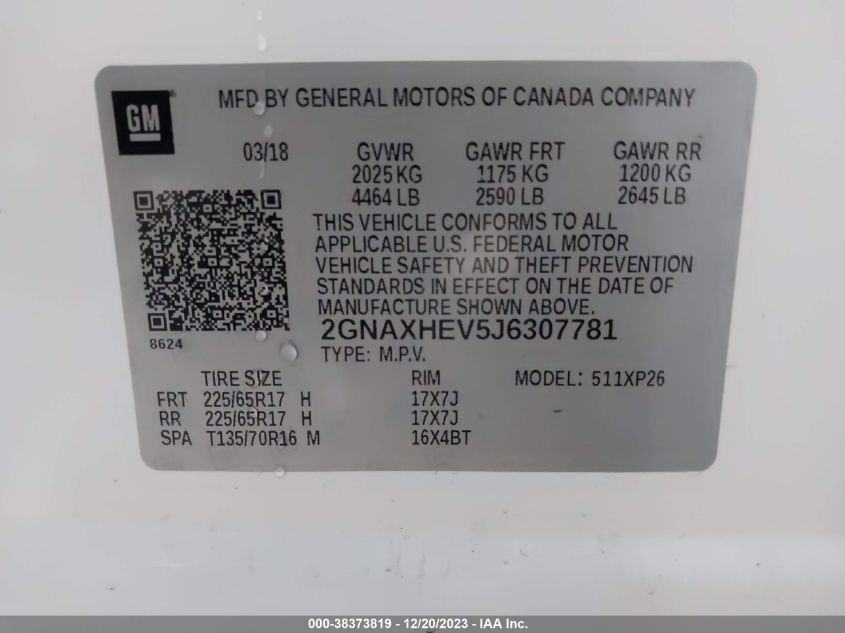 GM
MFD BY GENERAL MOTORS OF CANADA COMPANY
03/18 GVWR GAWR FRT GAWR RR
2025 KG 1175 KG 1200 KG
4464 LB 2590 LB 2645 LB
THIS VEHICLE CONFORMS TO ALL
APPLICABLE U.S. FEDERAL MOTOR
VEHICLE SAFETY AND THEFT PREVENTION
STANDARDS IN EFFECT ON THE DATE OF
MANUFACTURE SHOWN ABOVE.
2GNAXHEV5J6307781
8624
TYPE: M.P.V.
TIRE SIZE RIM MODEL: 511XP26
FRT 225/65R17 H 17X7J
RR 225/65R17 H 17X7J
SPA T135/70R16 M 16X4BT
000-38373819 - 12/20/2023 - IAA Inc.